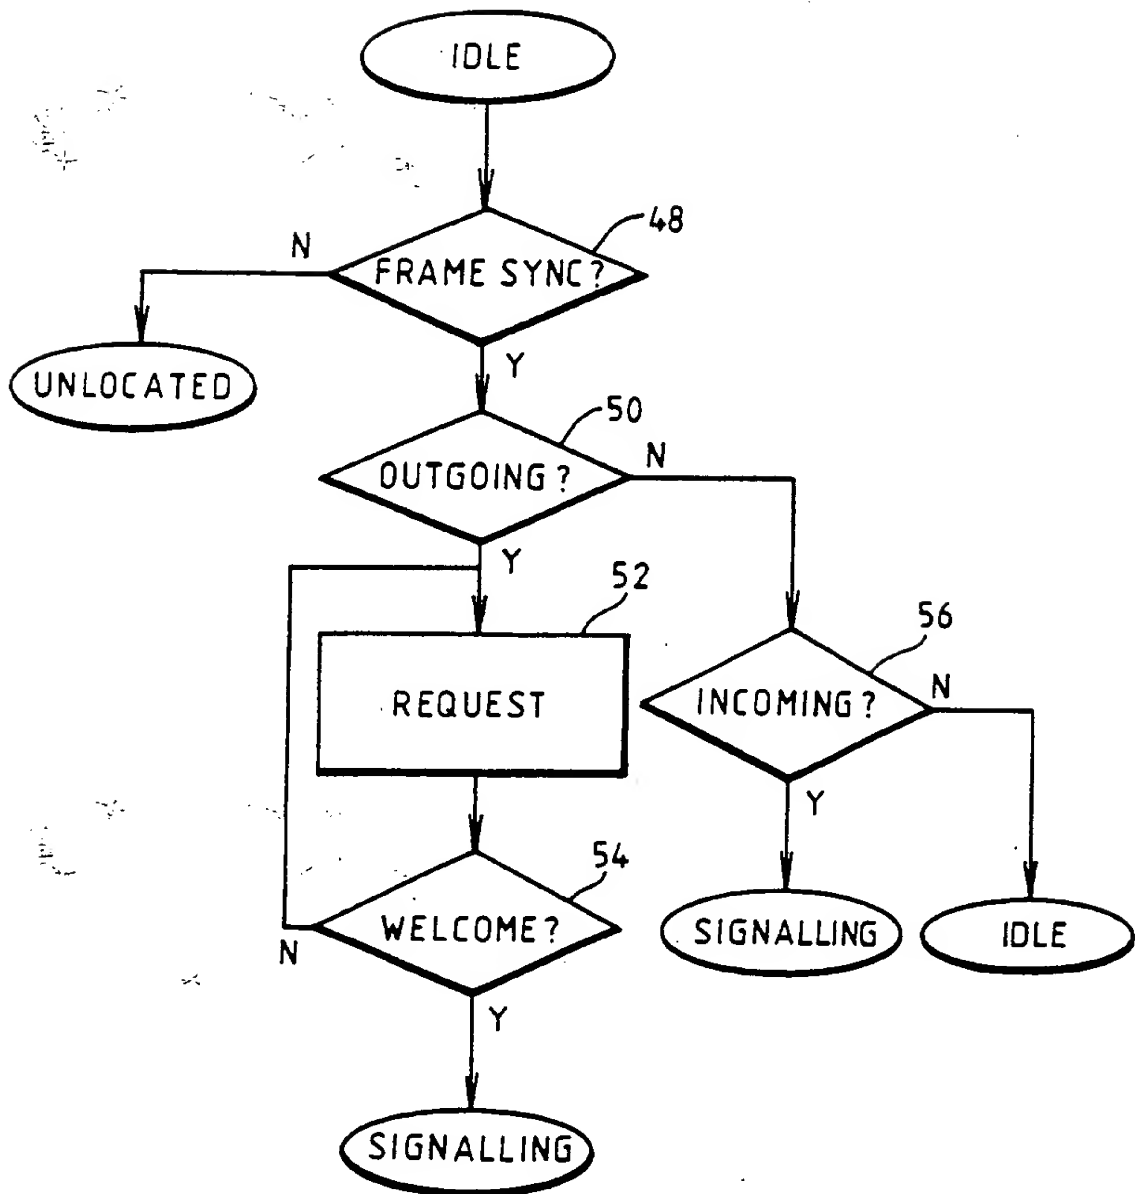 IDLE
48
N
FRAME SYNC?
Y
UNLOCATED
50
N
OUTGOING?
Y
52
56
N
REQUEST
INCOMING?
Y
54
WELCOME?
SIGNALLING
IDLE
N
Y
SIGNALLING